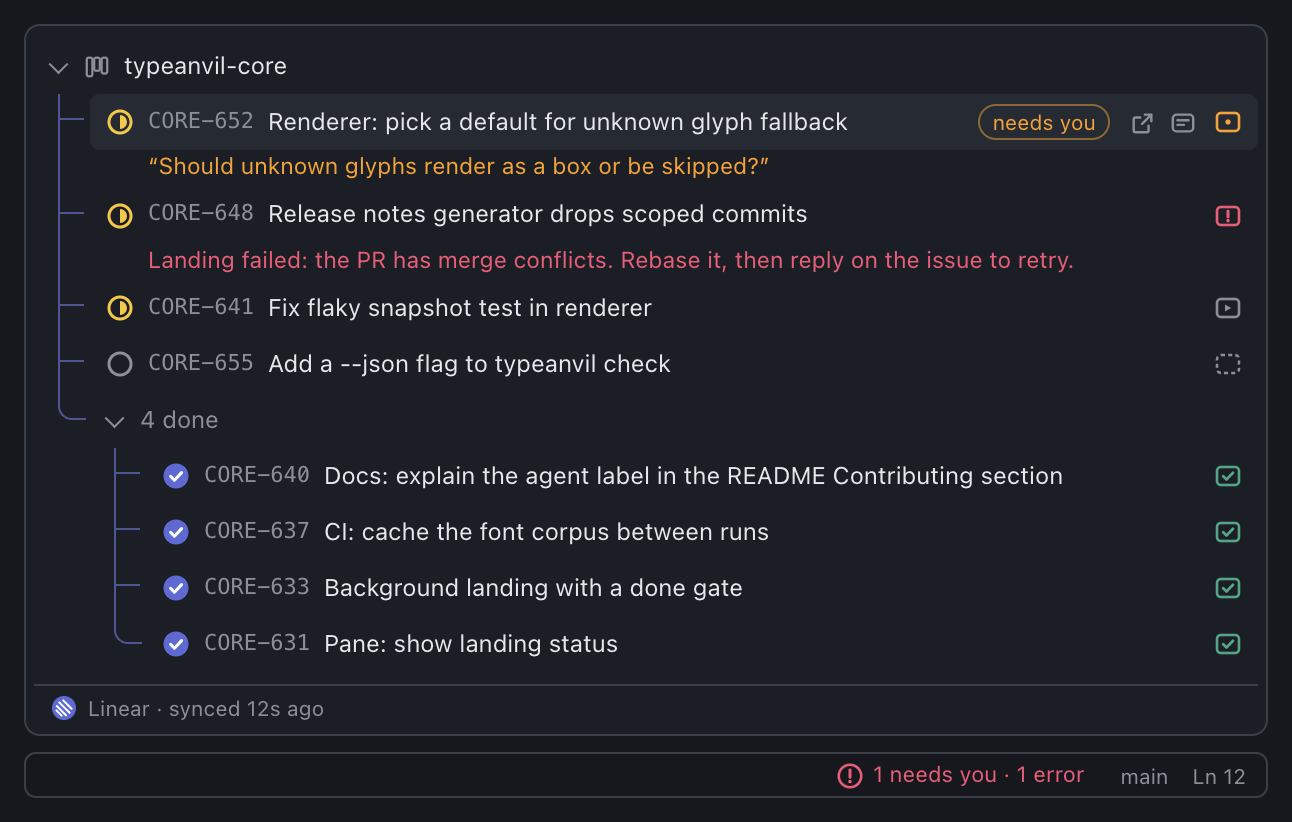 typeanvil-core
CORE–652 Renderer: pick a default for unknown glyph fallback needs you
“Should unknown glyphs render as a box or be skipped?”
CORE–648 Release notes generator drops scoped commits
Landing failed: the PR has merge conflicts. Rebase it, then reply on the issue to retry.
CORE–641 Fix flaky snapshot test in renderer
CORE–655 Add a --json flag to typeanvil check
4 done
CORE–640 Docs: explain the agent label in the README Contributing section
CORE–637 CI: cache the font corpus between runs
CORE–633 Background landing with a done gate
CORE–631 Pane: show landing status
Linear · synced 12s ago
1 needs you · 1 error main Ln 12